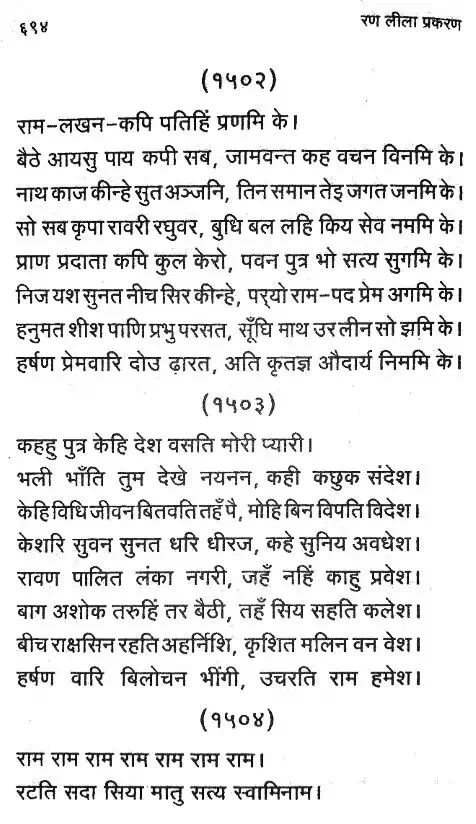 ६९४ रण लीला प्रकरण
(१५०२)
राम-लखन-कपि पतिहिं प्रणमि के।
बैठे आयसु पाय कपी सब, जामवन्त कह वचन विनमि के।
नाथ काज कीन्हे सुत अञ्जनि, तिन समान तेइ जगत जनमि के।
सो सब कृपा रावरी रघुवर, बुधि बल लहि किय सेव नममि के।
प्राण प्रदाता कपि कुल केरो, पवन पुत्र भो सत्य सुगमि के।
निज यश सुनत नीच सिर कीन्हे, पर्‌यो राम-पद प्रेम अगमि के।
हनुमत शीश पाणि प्रभु परसत, सूँघि माथ उर लीन सो झमि के।
हर्षण प्रेमवारि दोउ ढारत, अति कृतज्ञ औदार्य निममि के।
(१५०३)
कहहु पुत्र केहि देश वसति मोरी प्यारी।
भली भाँति तुम देखे नयनन, कही कछुक संदेश।
केहि विधि जीवन बितवति तहँ पै, मोहि बिन विपति विदेश।
केशरि सुवन सुनत धरि धीरज, कहे सुनिय अवधेश।
रावण पालित लंका नगरी, जहँ नहिं काहु प्रवेश।
बाग अशोक तरुहिं तर बैठी, तहँ सिय सहति कलेश।
बीच राक्षसिन रहति अहर्निशि, कृशित मलिन वन वेश।
हर्षण वारि बिलोचन भींगी, उचरति राम हमेश।
(१५०४)
राम राम राम राम राम राम राम।
रटति सदा सिया मातु सत्य स्वामिनाम।